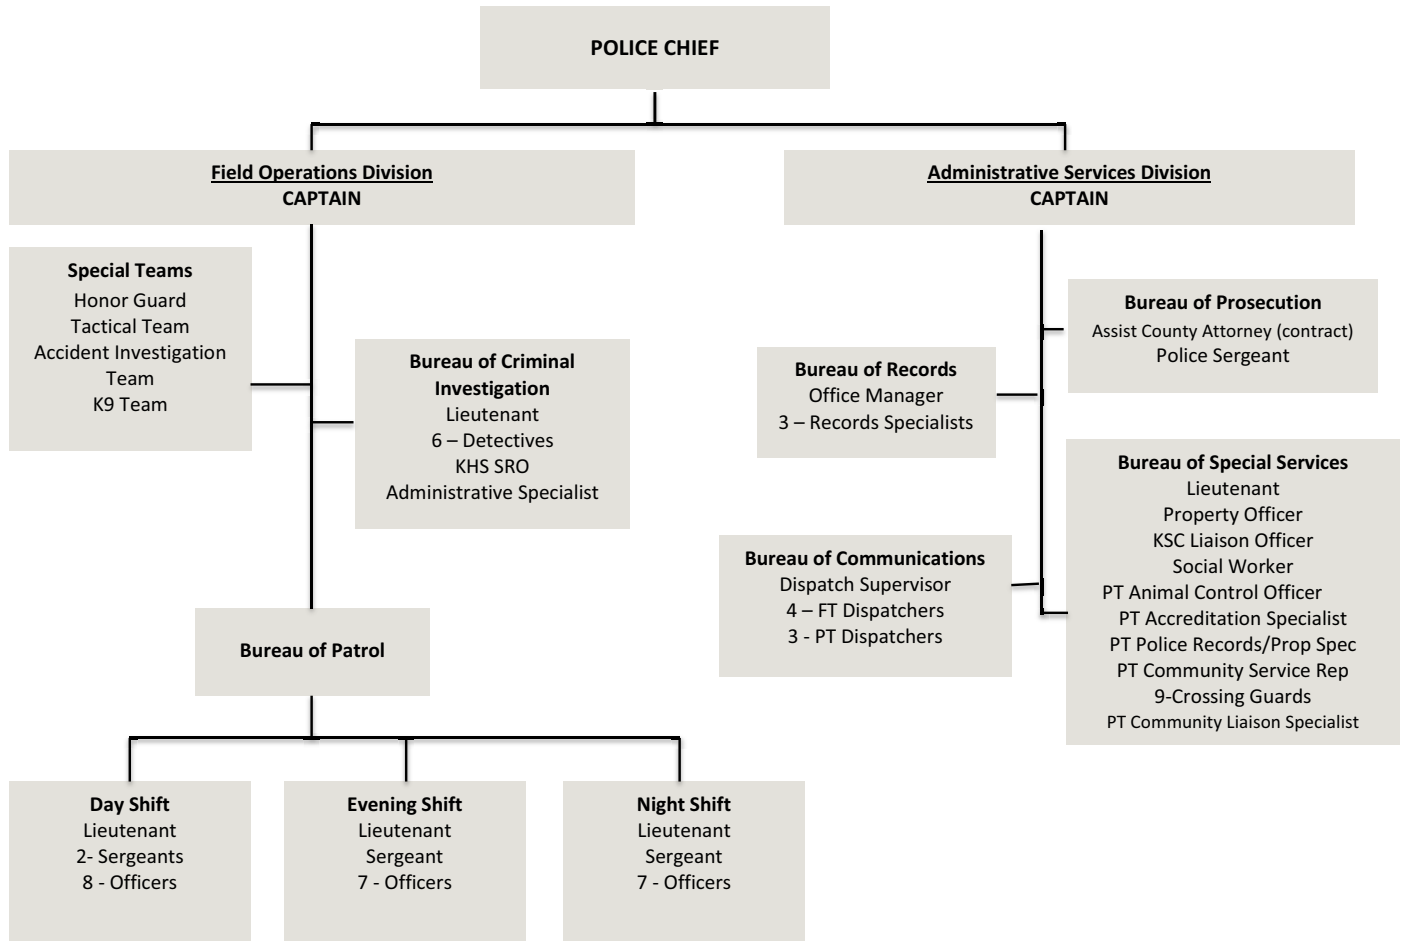 POLICE CHIEF
Field Operations Division
CAPTAIN
Administrative Services Division
CAPTAIN
Special Teams
Honor Guard
Tactical Team
Accident Investigation
Team
K9 Team
Bureau of Criminal
Investigation
Lieutenant
6 – Detectives
KHS SRO
Administrative Specialist
Bureau of Prosecution
Assist County Attorney (contract)
Police Sergeant
Bureau of Records
Office Manager
3 – Records Specialists
Bureau of Special Services
Lieutenant
Property Officer
KSC Liaison Officer
Social Worker
PT Animal Control Officer
PT Accreditation Specialist
PT Police Records/Prop Spec
PT Community Service Rep
9-Crossing Guards
PT Community Liaison Specialist
Bureau of Communications
Dispatch Supervisor
4 – FT Dispatchers
3 - PT Dispatchers
Bureau of Patrol
Day Shift
Lieutenant
2- Sergeants
8 - Officers
Evening Shift
Lieutenant
Sergeant
7 - Officers
Night Shift
Lieutenant
Sergeant
7 - Officers